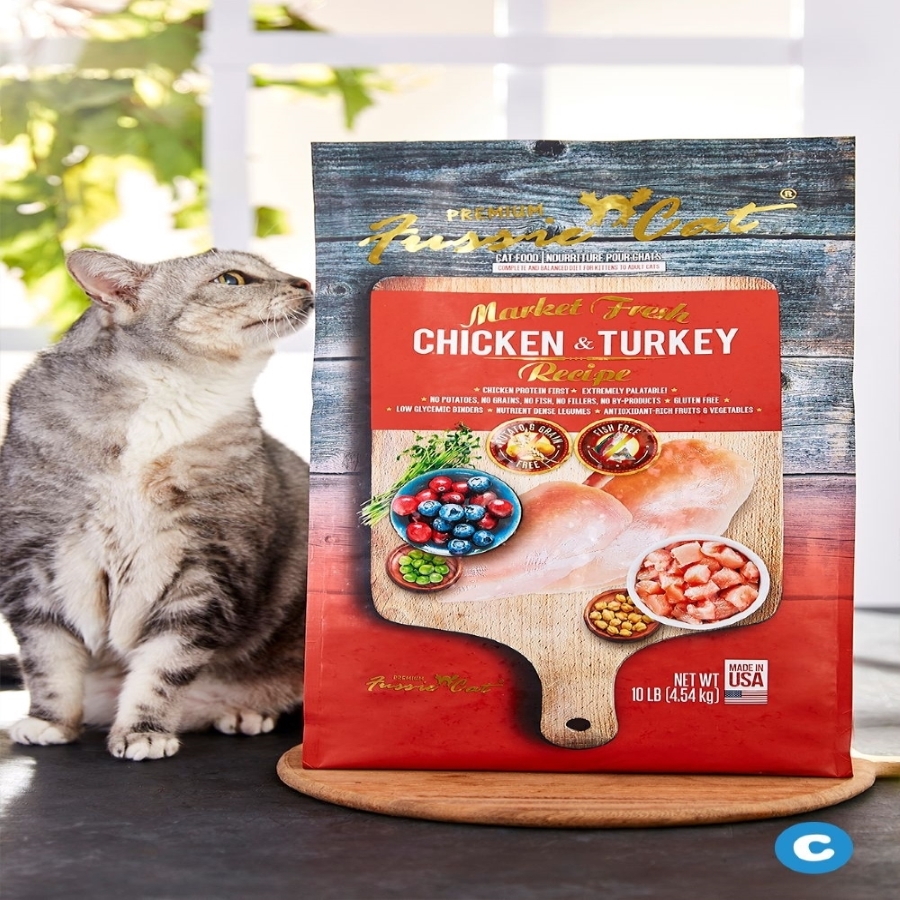 PREMIUM
Fussie Cat ®
CAT FOOD | NOURRITURE POUR CHATS
COMPLETE AND BALANCED DIET FOR KITTENS TO ADULT CATS
Market Fresh
CHICKEN & TURKEY
Recipe
★ CHICKEN PROTEIN FIRST ★ EXTREMELY PALATABLE! ★
★ NO POTATOES, NO GRAINS, NO FISH, NO FILLERS, NO BY-PRODUCTS ★ GLUTEN FREE ★
★ LOW GLYCEMIC BINDERS ★ NUTRIENT DENSE LEGUMES ★ ANTIOXIDANT-RICH FRUITS & VEGETABLES ★
POTATO & GRAIN FREE
FISH FREE
PREMIUM
Fussie Cat
NET WT
10 LB (4.54 kg)
MADE IN
USA
C